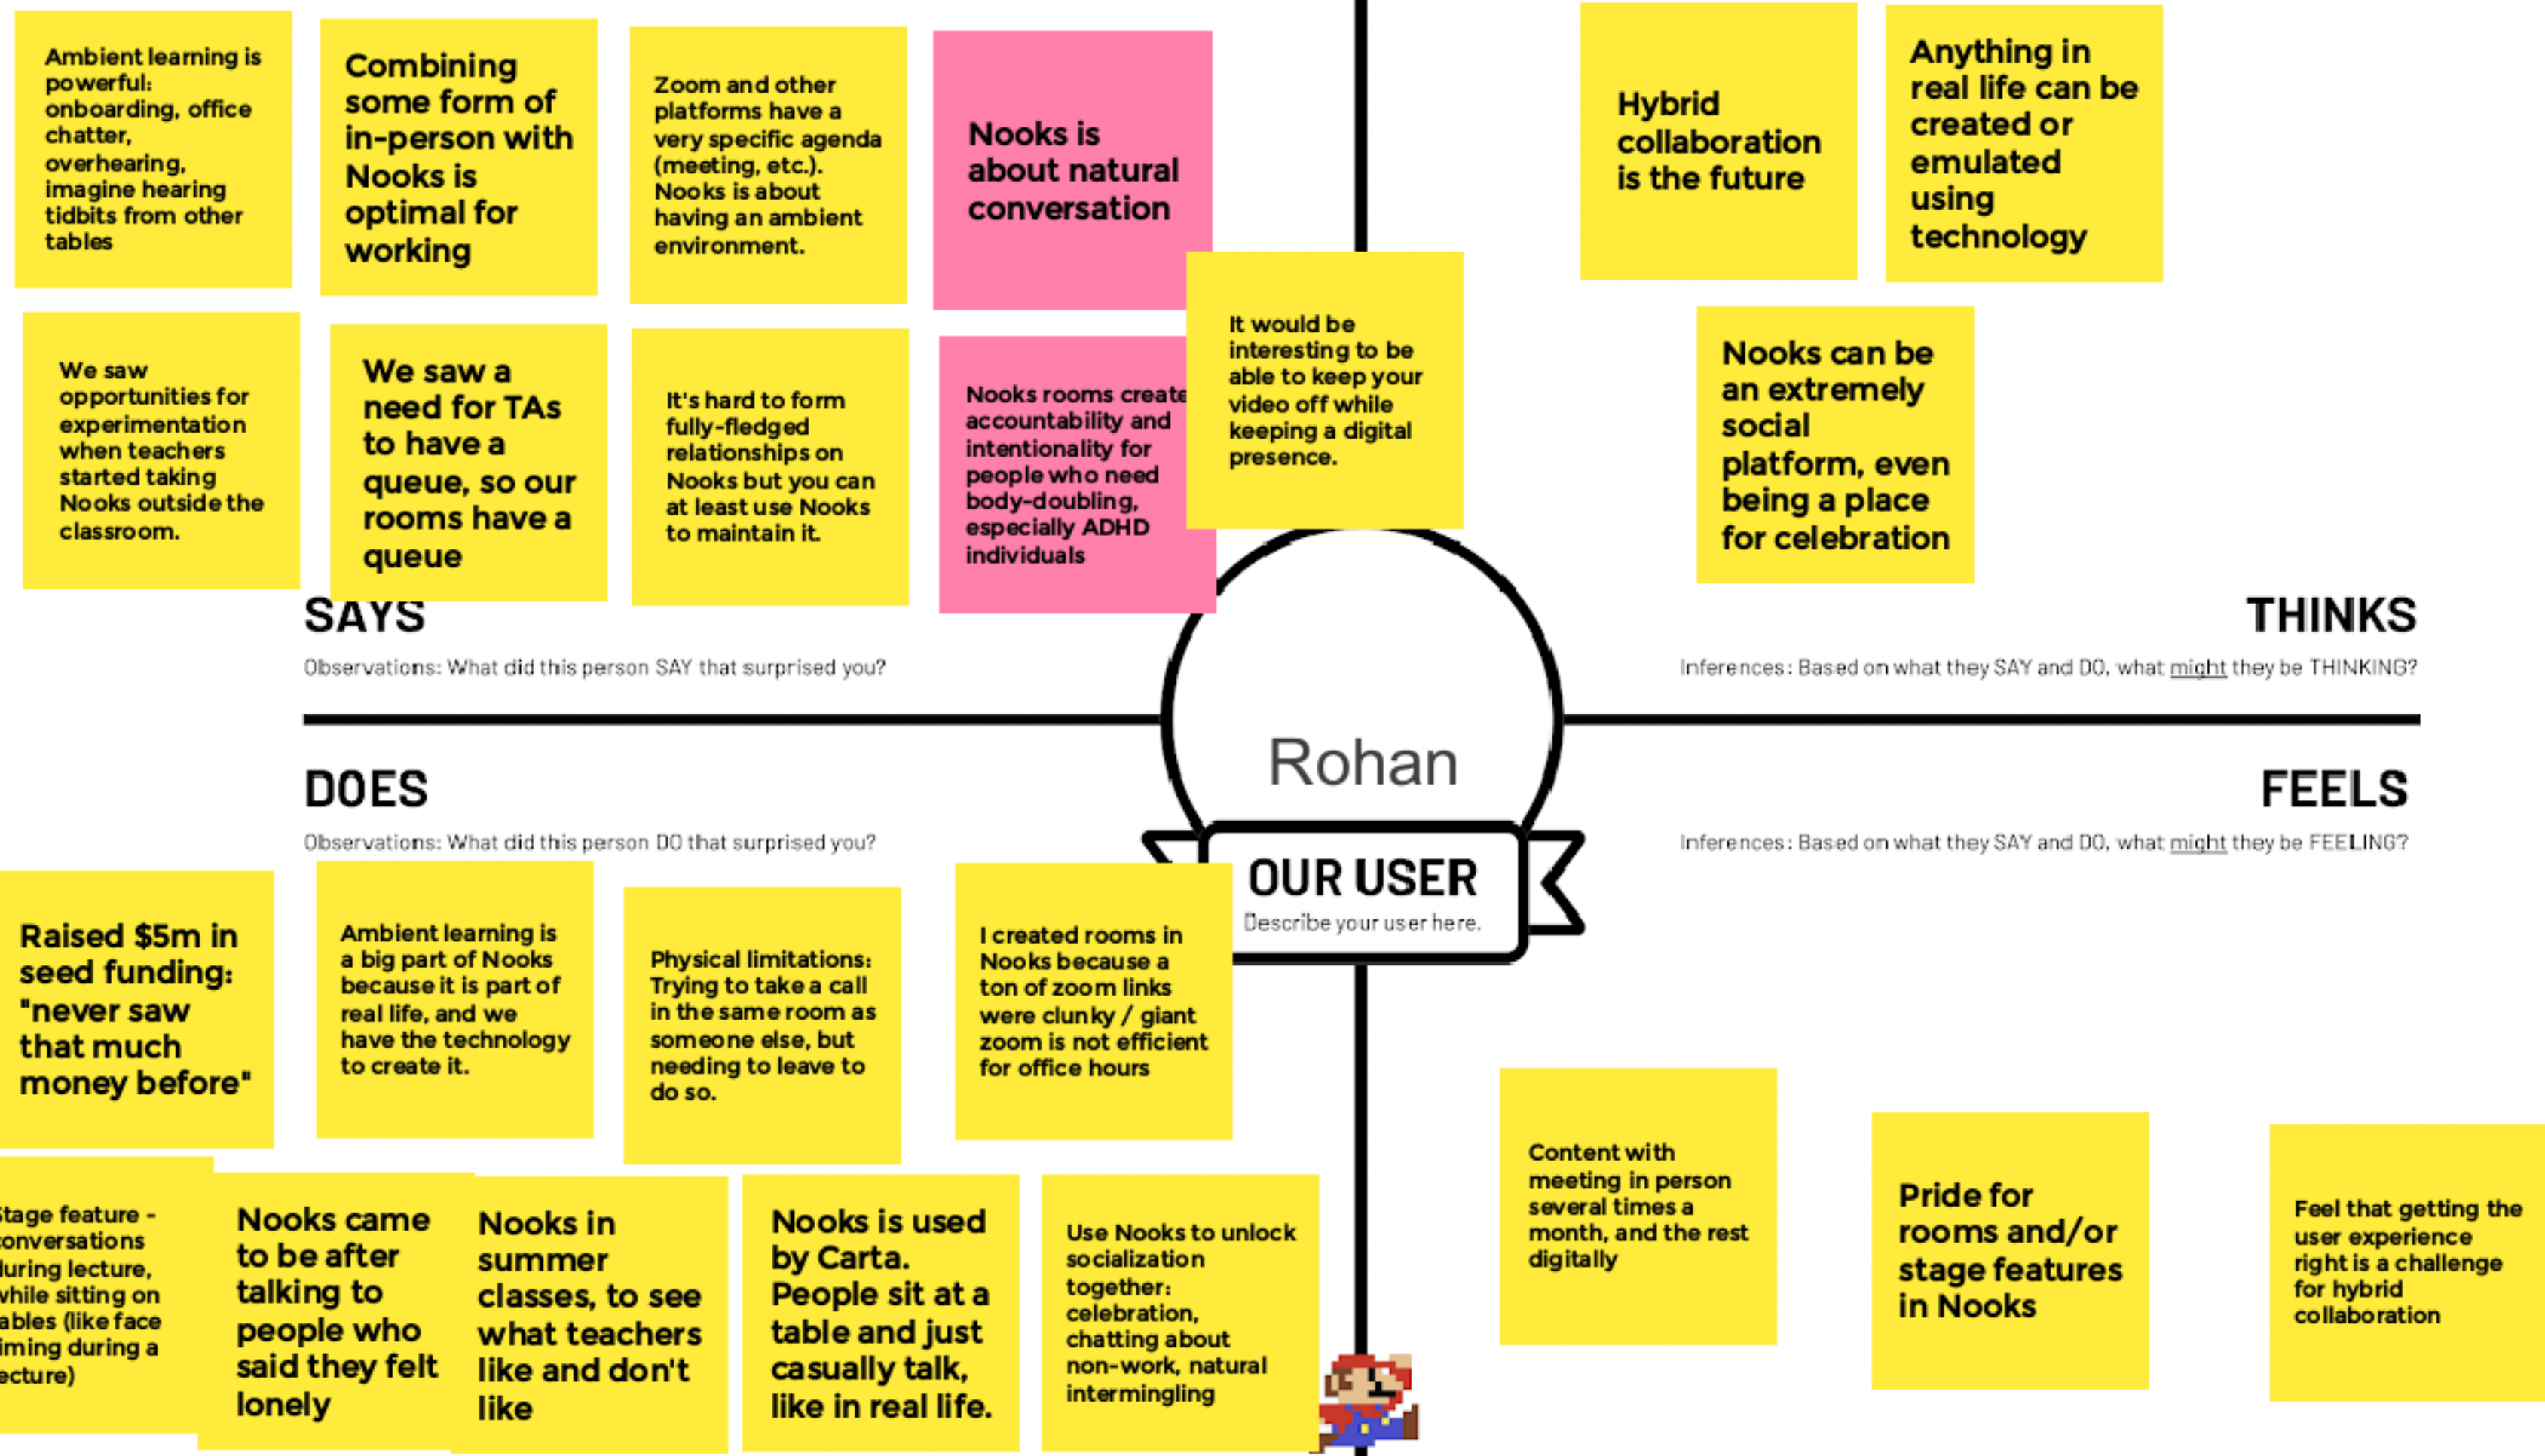 Ambient learning is
powerful:
onboarding, office
chatter,
overhearing,
imagine hearing
tidbits from other
tables
Combining
some form of
in-person with
Nooks is
optimal for
working
Zoom and other
platforms have a
very specific agenda
(meeting, etc.).
Nooks is about
having an ambient
environment.
Nooks is
about natural
conversation
We saw
opportunities for
experimentation
when teachers
started taking
Nooks outside the
classroom.
We saw a
need for TAs
to have a
queue, so our
rooms have a
queue
It's hard to form
fully-fledged
relationships on
Nooks but you can
at least use Nooks
to maintain it.
Nooks rooms create
accountability and
intentionality for
people who need
body-doubling,
especially ADHD
individuals
It would be
interesting to be
able to keep your
video off while
keeping a digital
presence.
SAYS
Observations: What did this person SAY that surprised you?
Hybrid
collaboration
is the future
Anything in
real life can be
created or
emulated
using
technology
Nooks can be
an extremely
social
platform, even
being a place
for celebration
THINKS
Inferences: Based on what they SAY and DO, what might they be THINKING?
Rohan
OUR USER
Describe your user here.
DOES
Observations: What did this person DO that surprised you?
Raised $5m in
seed funding:
"never saw
that much
money before"
Ambient learning is
a big part of Nooks
because it is part of
real life, and we
have the technology
to create it.
Physical limitations:
Trying to take a call
in the same room as
someone else, but
needing to leave to
do so.
I created rooms in
Nooks because a
ton of zoom links
were clunky / giant
zoom is not efficient
for office hours
tage feature -
onversations
uring lecture,
while sitting on
ables (like face
iming during a
ecture)
Nooks came
to be after
talking to
people who
said they felt
lonely
Nooks in
summer
classes, to see
what teachers
like and don't
like
Nooks is used
by Carta.
People sit at a
table and just
casually talk,
like in real life.
Use Nooks to unlock
socialization
together:
celebration,
chatting about
non-work, natural
intermingling
FEELS
Inferences: Based on what they SAY and DO, what might they be FEELING?
Content with
meeting in person
several times a
month, and the rest
digitally
Pride for
rooms and/or
stage features
in Nooks
Feel that getting the
user experience
right is a challenge
for hybrid
collaboration